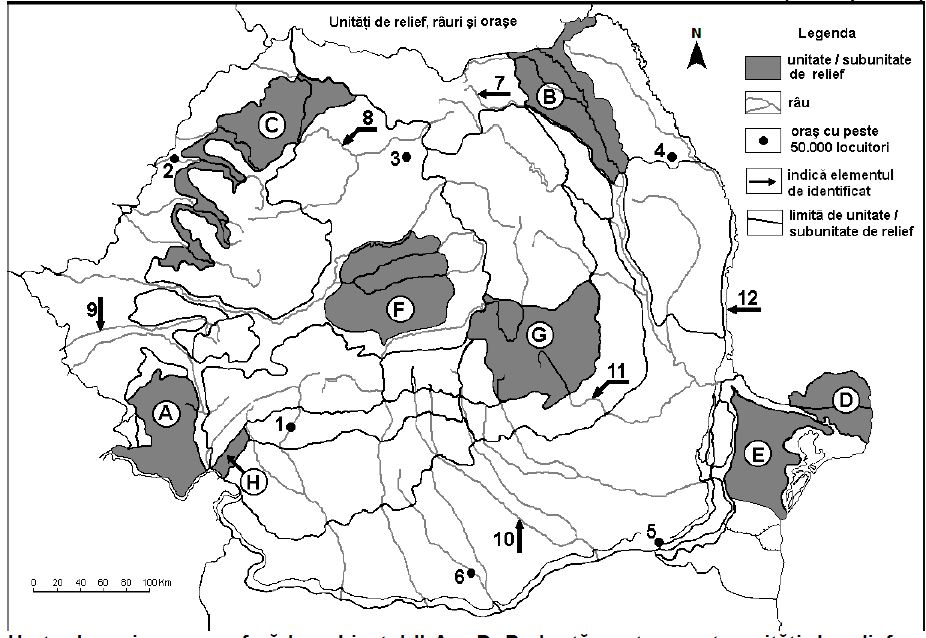 Unități de relief, râuri și orașe
N
Legenda
unitate / subunitate
de relief
râu
oraș cu peste
50.000 locuitori
indică elementul
de identificat
limită de unitate /
subunitate de relief
7
B
C
8
2
3
4
9
F
G
12
11
A
1
D
E
H
10
5
6
0 20 40 60 80 100 Km